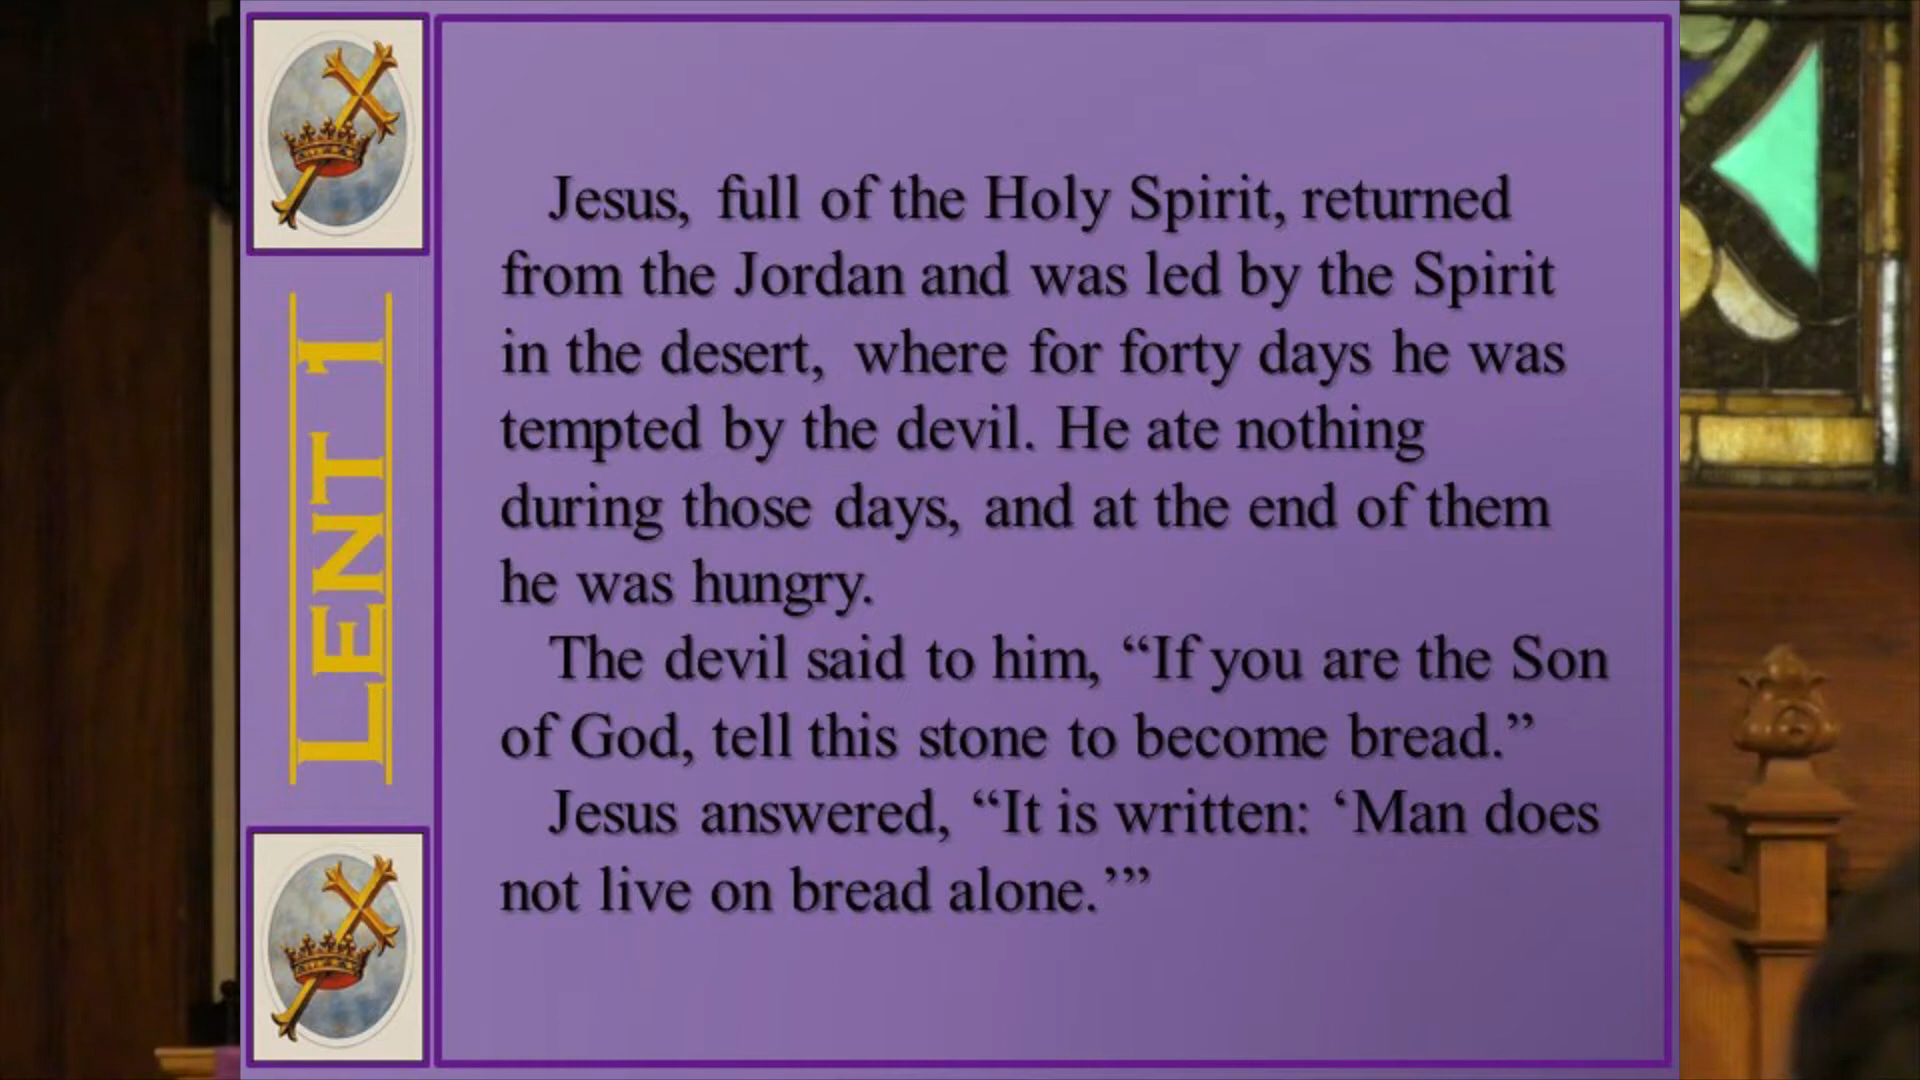 LENT 1
Jesus, full of the Holy Spirit, returned
from the Jordan and was led by the Spirit
in the desert, where for forty days he was
tempted by the devil. He ate nothing
during those days, and at the end of them
he was hungry.
The devil said to him, “If you are the Son
of God, tell this stone to become bread.”
Jesus answered, “It is written: ‘Man does
not live on bread alone.’”